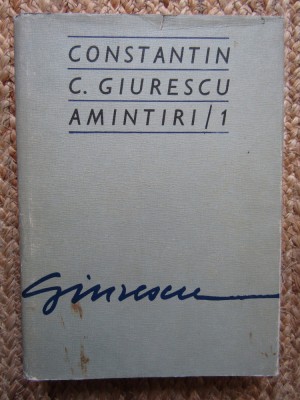 CONSTANTIN
C. GIURESCU
AMINTIRI/1
Giurescu